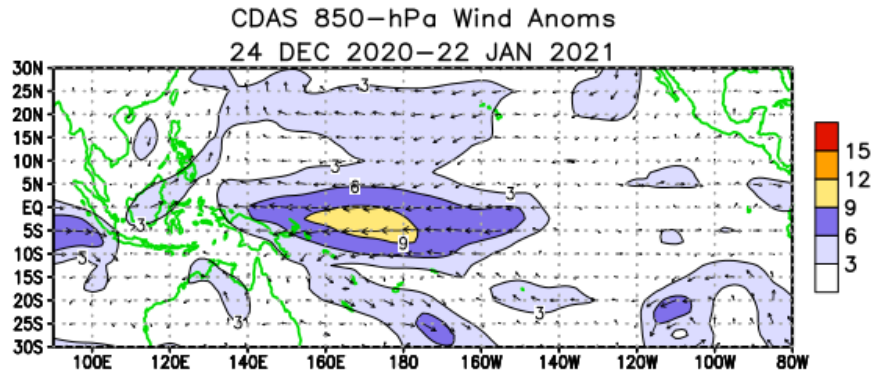 CDAS 850-hPa Wind Anoms
24 DEC 2020-22 JAN 2021
30N
25N
20N
15N
10N
5N
EQ
5S
10S
15S
20S
25S
30S
3
3
6
3
3
9
3
3
3
15
12
9
6
3
100E 120E 140E 160E 180 160W 140W 120W 100W 80W